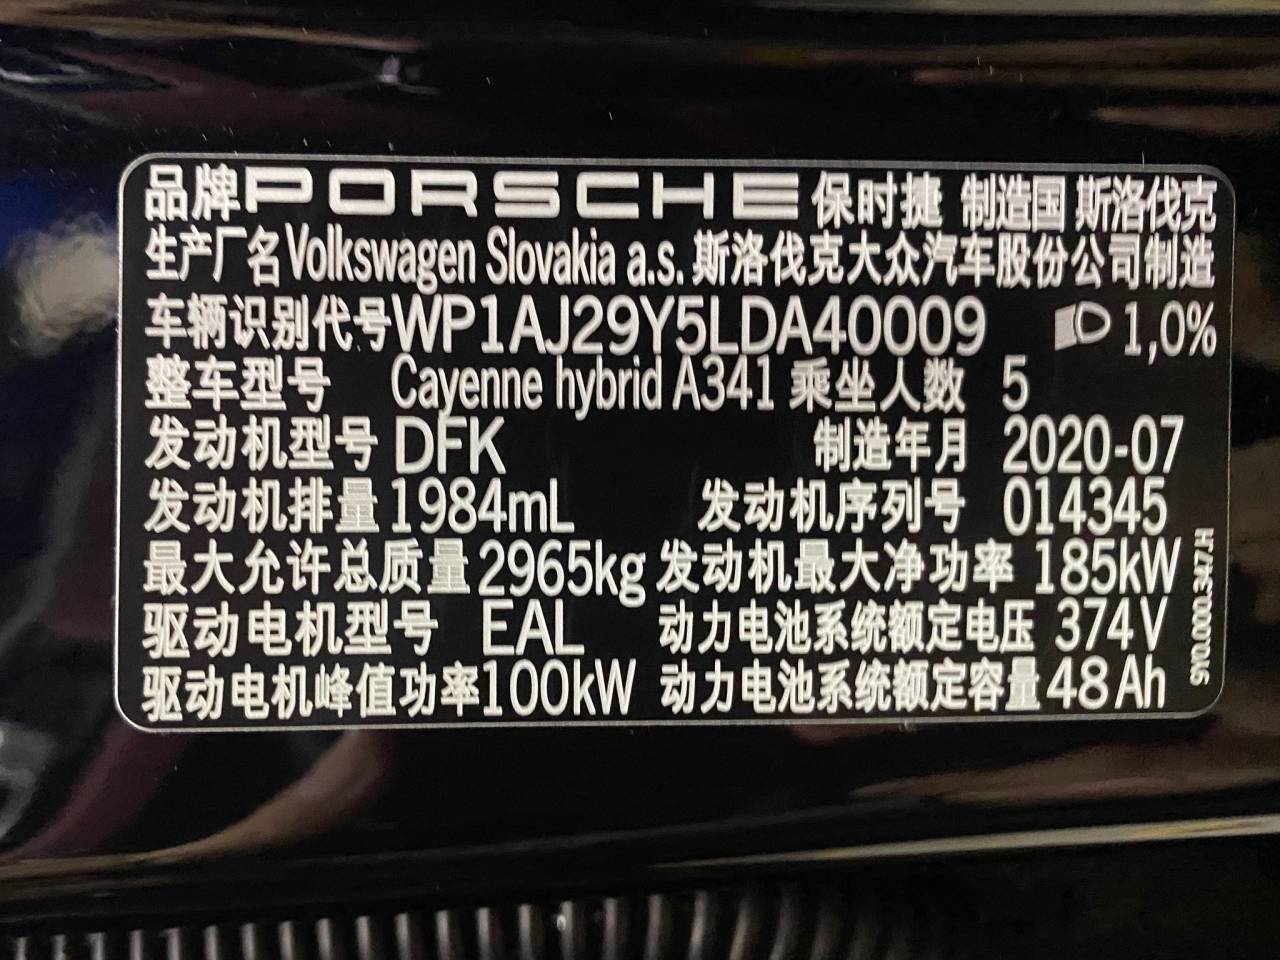 品牌PORSCHE保时捷 制造国 斯洛伐克
生产厂名Volkswagen Slovakia a.s.斯洛伐克大众汽车股份公司制造
车辆识别代号WP1AJ29Y5LDA40009 1,0%
整车型号 Cayenne hybrid A341 乘坐人数 5
发动机型号DFK 制造年月 2020-07
发动机排量1984mL 发动机序列号 014345
最大允许总质量2965kg 发动机最大净功率 185kW
驱动电机型号 EAL 动力电池系统额定电压 374V
驱动电机峰值功率100kW 动力电池系统额定容量48Ah
9Y0.000.347.H